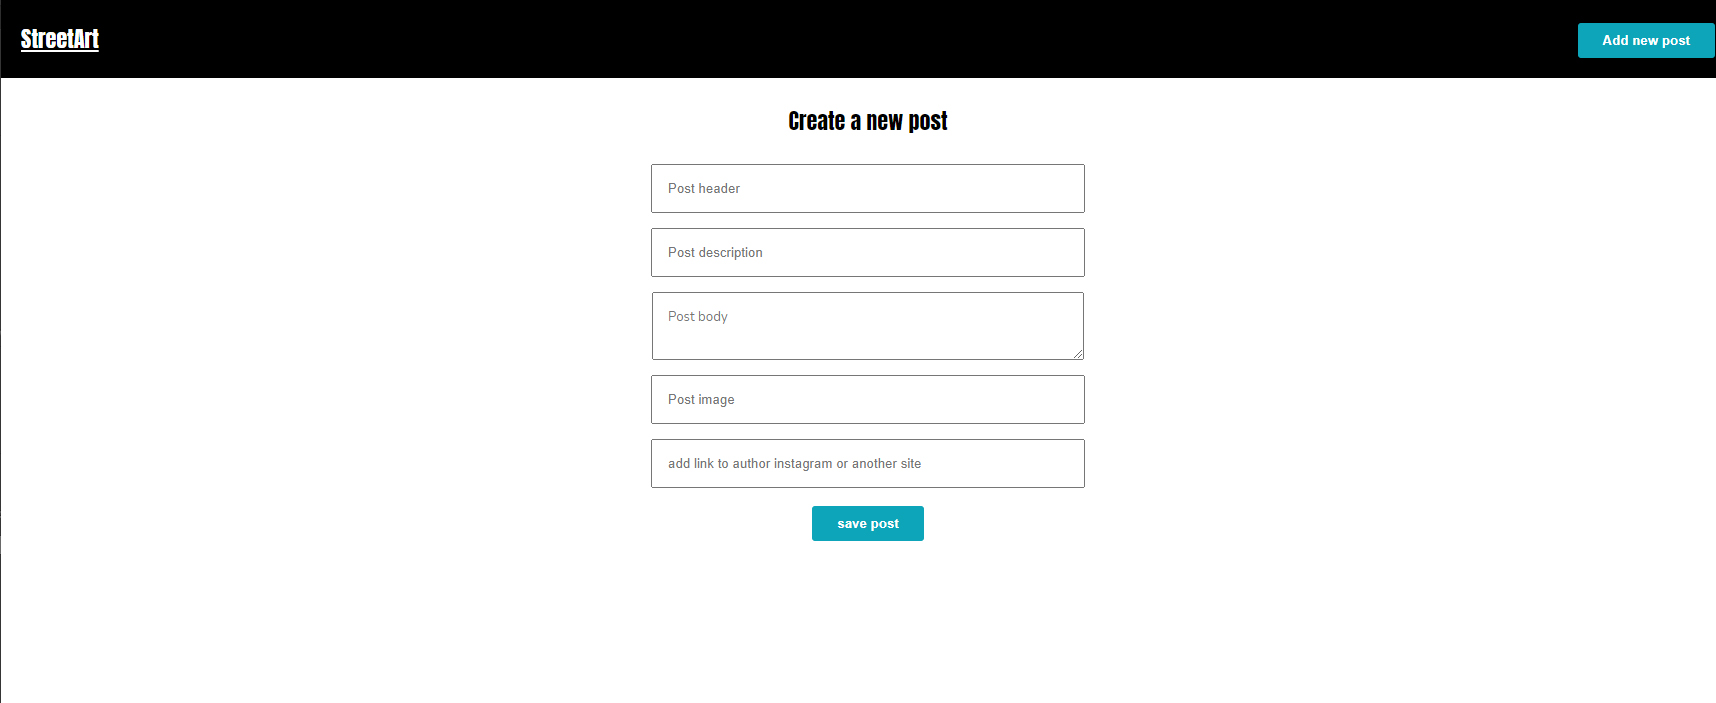 StreetArt
Add new post
Create a new post
Post header
Post description
Post body
Post image
add link to author instagram or another site
save post